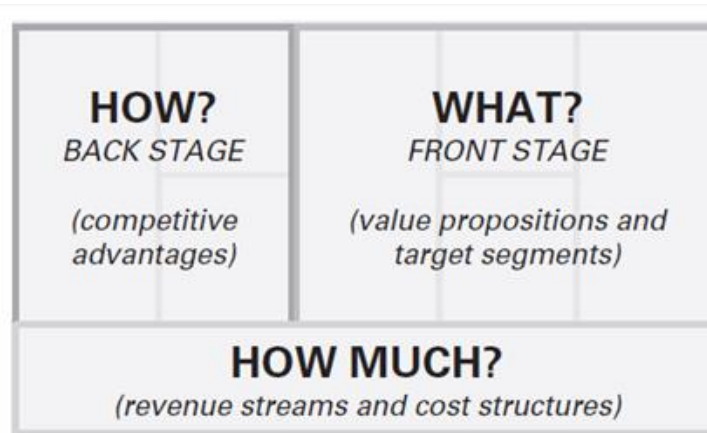 HOW?
BACK STAGE
(competitive
advantages)
WHAT?
FRONT STAGE
(value propositions and
target segments)
HOW MUCH?
(revenue streams and cost structures)